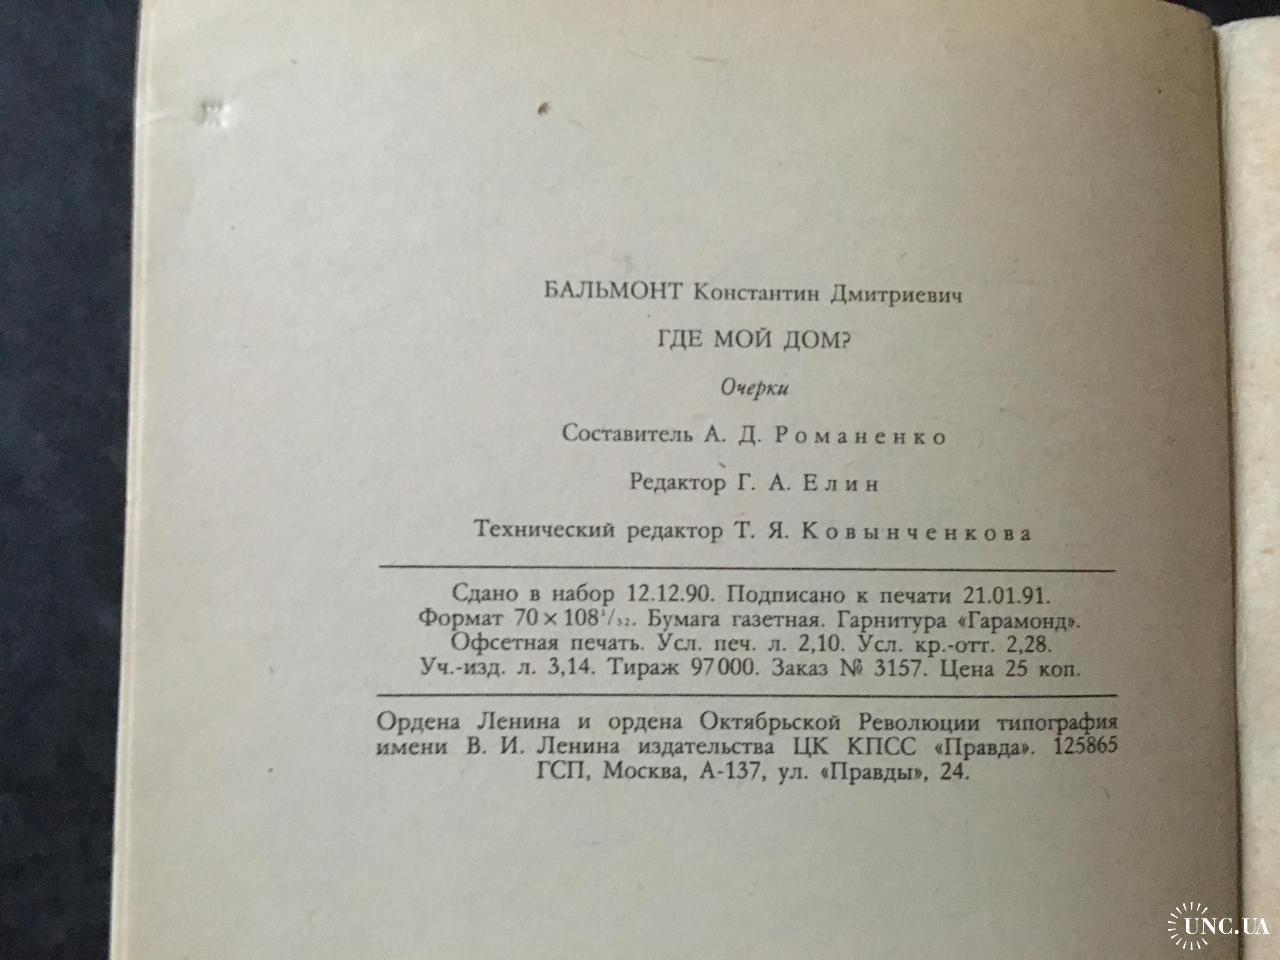 БАЛЬМОНТ Константин Дмитриевич
ГДЕ МОЙ ДОМ?
Очерки
Составитель А. Д. Романенко
Редактор Г. А. Елин
Технический редактор Т. Я. Ковынченкова
Сдано в набор 12.12.90. Подписано к печати 21.01.91.
Формат 70×108¹/₃₂. Бумага газетная. Гарнитура «Гарамонд».
Офсетная печать. Усл. печ. л. 2,10. Усл. кр.-отт. 2,28.
Уч.-изд. л. 3,14. Тираж 97000. Заказ № 3157. Цена 25 коп.
Ордена Ленина и ордена Октябрьской Революции типография
имени В. И. Ленина издательства ЦК КПСС «Правда». 125865
ГСП, Москва, А-137, ул. «Правды», 24.
UNC.UA